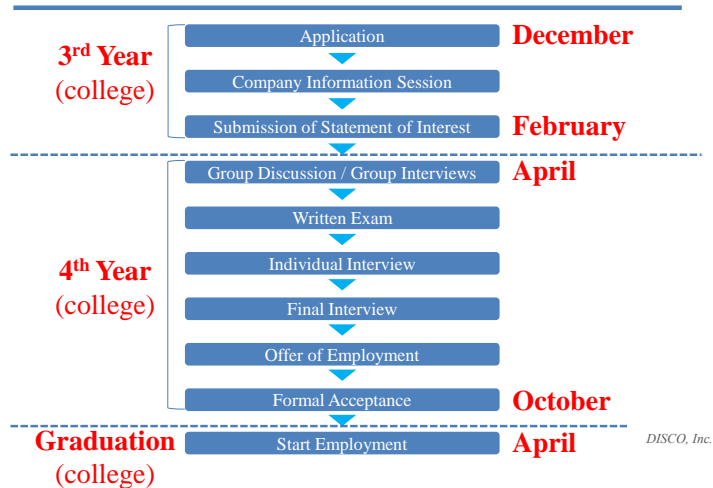 Application
December
3rd Year
(college)
Company Information Session
Submission of Statement of Interest
February
Group Discussion / Group Interviews
April
Written Exam
4th Year
(college)
Individual Interview
Final Interview
Offer of Employment
Formal Acceptance
October
Graduation
(college)
Start Employment
April
DISCO, Inc.